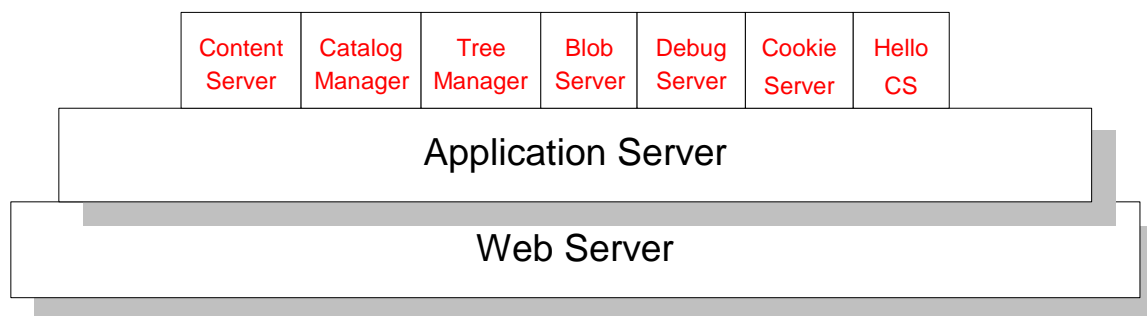 Content
Server
Catalog
Manager
Tree
Manager
Blob
Server
Debug
Server
Cookie
Server
Hello
CS
Application Server
Web Server